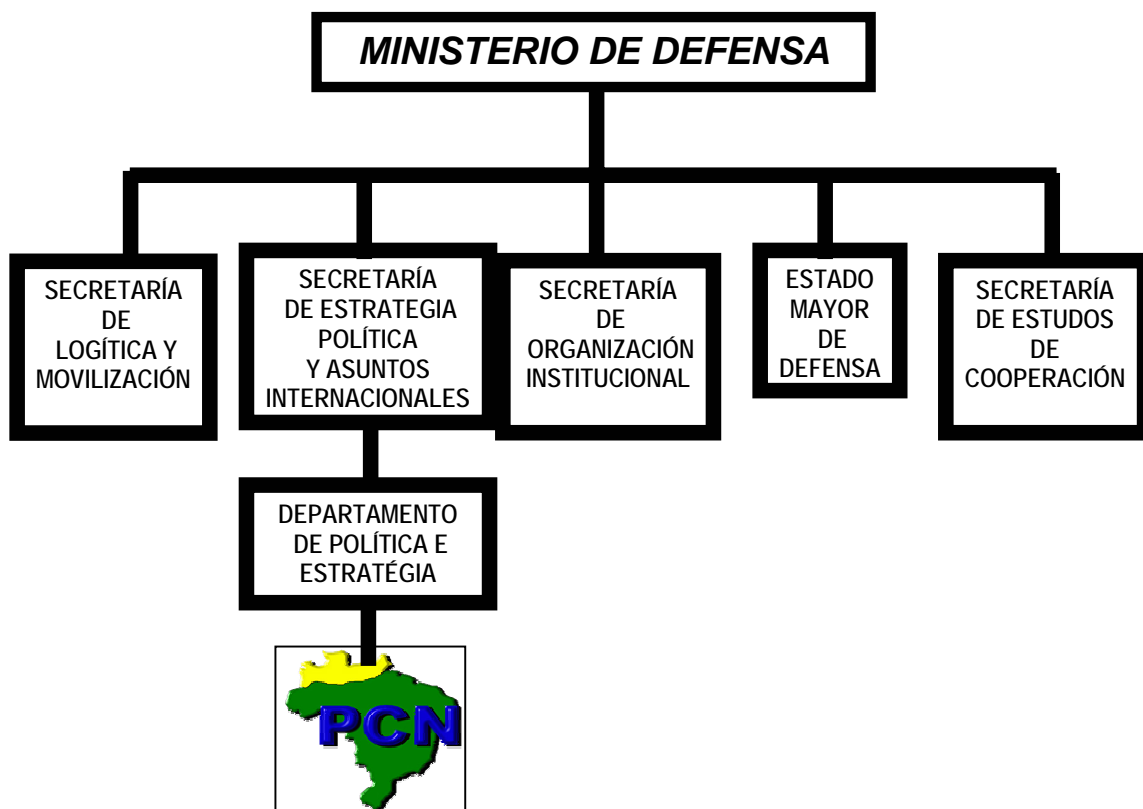 MINISTERIO DE DEFENSA
SECRETARÍA
DE
LOGÍTICA Y
MOVILIZACIÓN
SECRETARÍA
DE ESTRATEGIA
POLÍTICA
Y ASUNTOS
INTERNACIONALES
SECRETARÍA
DE
ORGANIZACIÓN
INSTITUCIONAL
ESTADO
MAYOR
DE
DEFENSA
SECRETARÍA
DE ESTUDOS
DE
COOPERACIÓN
DEPARTAMENTO
DE POLÍTICA E
ESTRATÉGIA
PCN